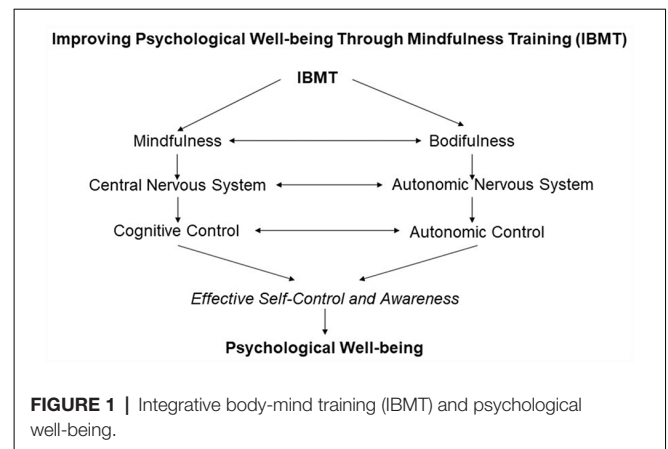 Improving Psychological Well-being Through Mindfulness Training (IBMT)
IBMT
Mindfulness Bodifulness
Central Nervous System Autonomic Nervous System
Cognitive Control Autonomic Control
Effective Self-Control and Awareness
Psychological Well-being
FIGURE 1 | Integrative body-mind training (IBMT) and psychological
well-being.